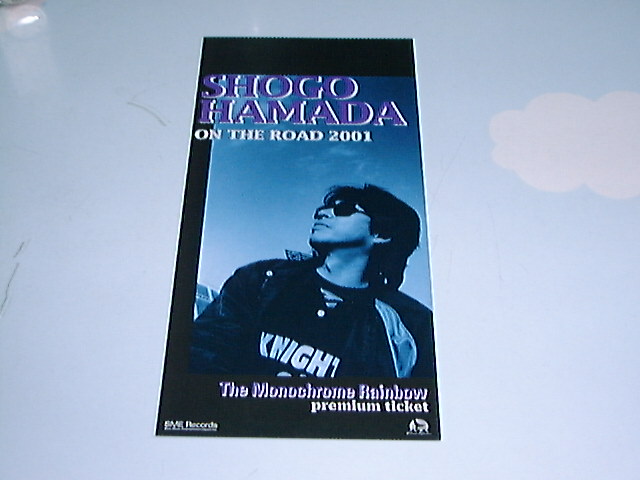 SHOGO
HAMADA
ON THE ROAD 2001
KNIGHT
The Monochrome Rainbow
premium ticket
SME Records